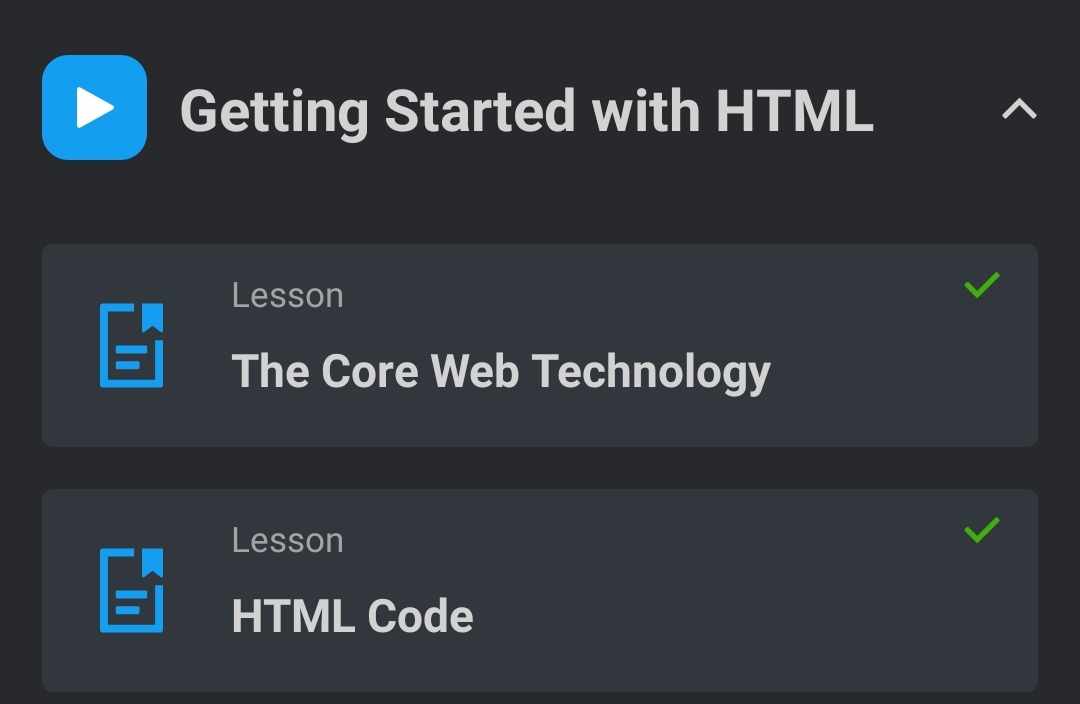 Getting Started with HTML
Lesson
The Core Web Technology
Lesson
HTML Code